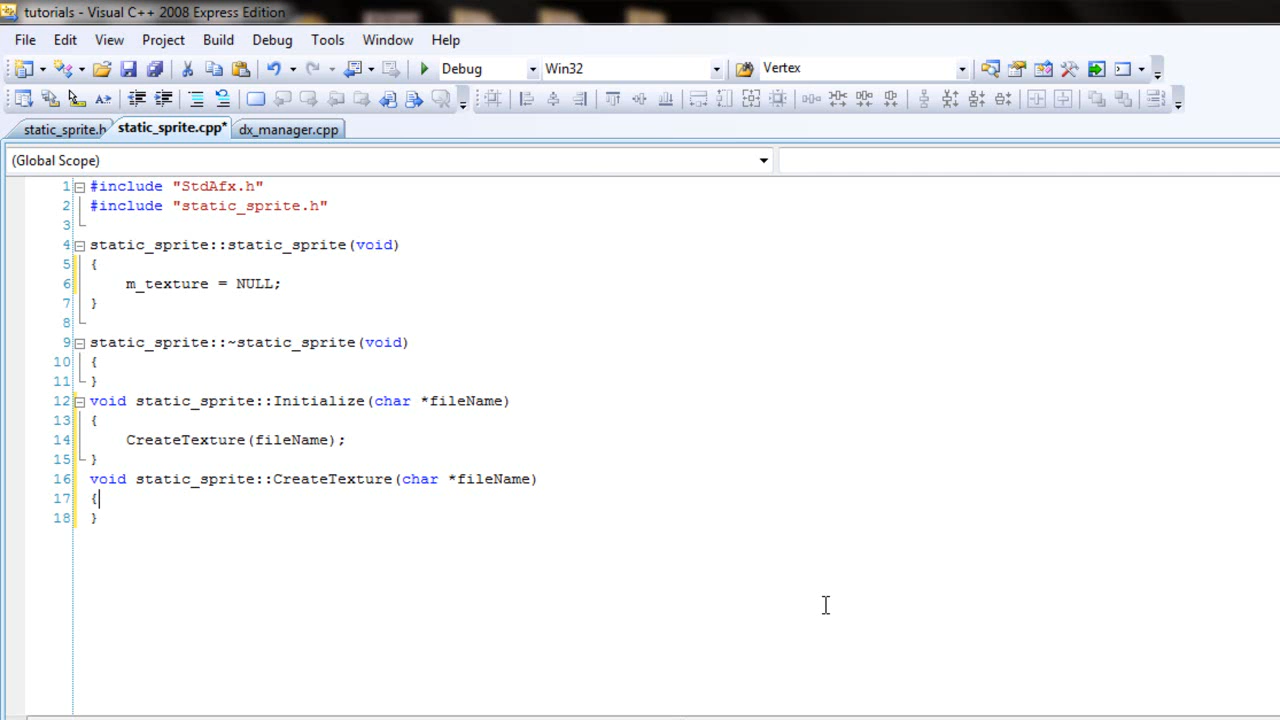 tutorials - Visual C++ 2008 Express Edition
File Edit View Project Build Debug Tools Window Help
Debug Win32 Vertex
static_sprite.h static_sprite.cpp* dx_manager.cpp
(Global Scope)
1 #include "StdAfx.h"
2 #include "static_sprite.h"
3
4 static_sprite::static_sprite(void)
5 {
6 m_texture = NULL;
7 }
8
9 static_sprite::~static_sprite(void)
10 {
11 }
12 void static_sprite::Initialize(char *fileName)
13 {
14 CreateTexture(fileName);
15 }
16 void static_sprite::CreateTexture(char *fileName)
17 {
18 }